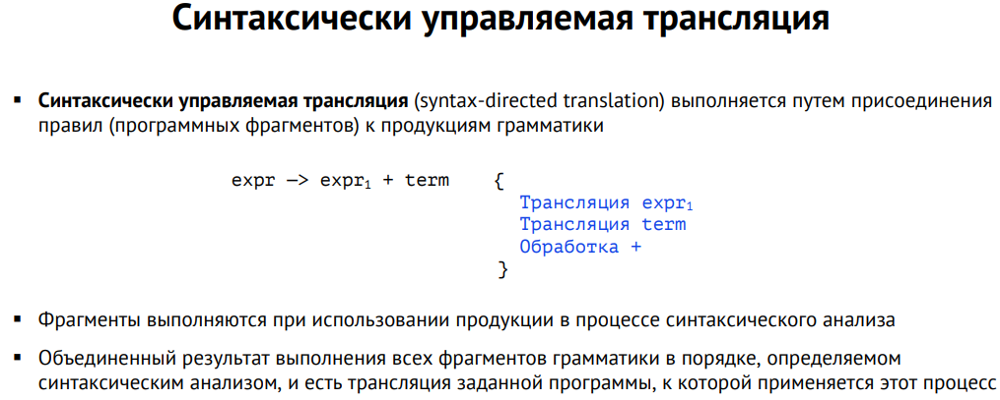 Синтаксически управляемая трансляция
▪ Синтаксически управляемая трансляция (syntax-directed translation) выполняется путем присоединения
правил (программных фрагментов) к продукциям грамматики
expr —> expr₁ + term {
Трансляция expr₁
Трансляция term
Обработка +
}
▪ Фрагменты выполняются при использовании продукции в процессе синтаксического анализа
▪ Объединенный результат выполнения всех фрагментов грамматики в порядке, определяемом
синтаксическим анализом, и есть трансляция заданной программы, к которой применяется этот процесс